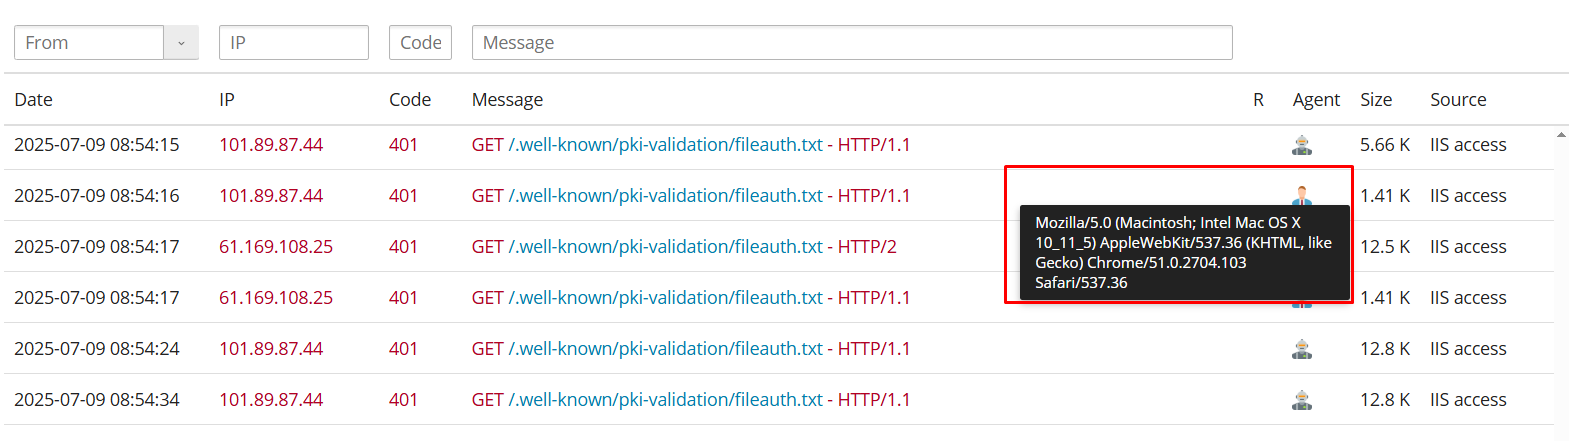 From IP Code Message
Date IP Code Message R Agent Size Source
2025-07-09 08:54:15 101.89.87.44 401 GET /.well-known/pki-validation/fileauth.txt - HTTP/1.1 5.66 K IIS access
2025-07-09 08:54:16 101.89.87.44 401 GET /.well-known/pki-validation/fileauth.txt - HTTP/1.1 1.41 K IIS access
Mozilla/5.0 (Macintosh; Intel Mac OS X
10_11_5) AppleWebKit/537.36 (KHTML, like
Gecko) Chrome/51.0.2704.103
Safari/537.36
2025-07-09 08:54:17 61.169.108.25 401 GET /.well-known/pki-validation/fileauth.txt - HTTP/2 12.5 K IIS access
2025-07-09 08:54:17 61.169.108.25 401 GET /.well-known/pki-validation/fileauth.txt - HTTP/1.1 1.41 K IIS access
2025-07-09 08:54:24 101.89.87.44 401 GET /.well-known/pki-validation/fileauth.txt - HTTP/1.1 12.8 K IIS access
2025-07-09 08:54:34 101.89.87.44 401 GET /.well-known/pki-validation/fileauth.txt - HTTP/1.1 12.8 K IIS access